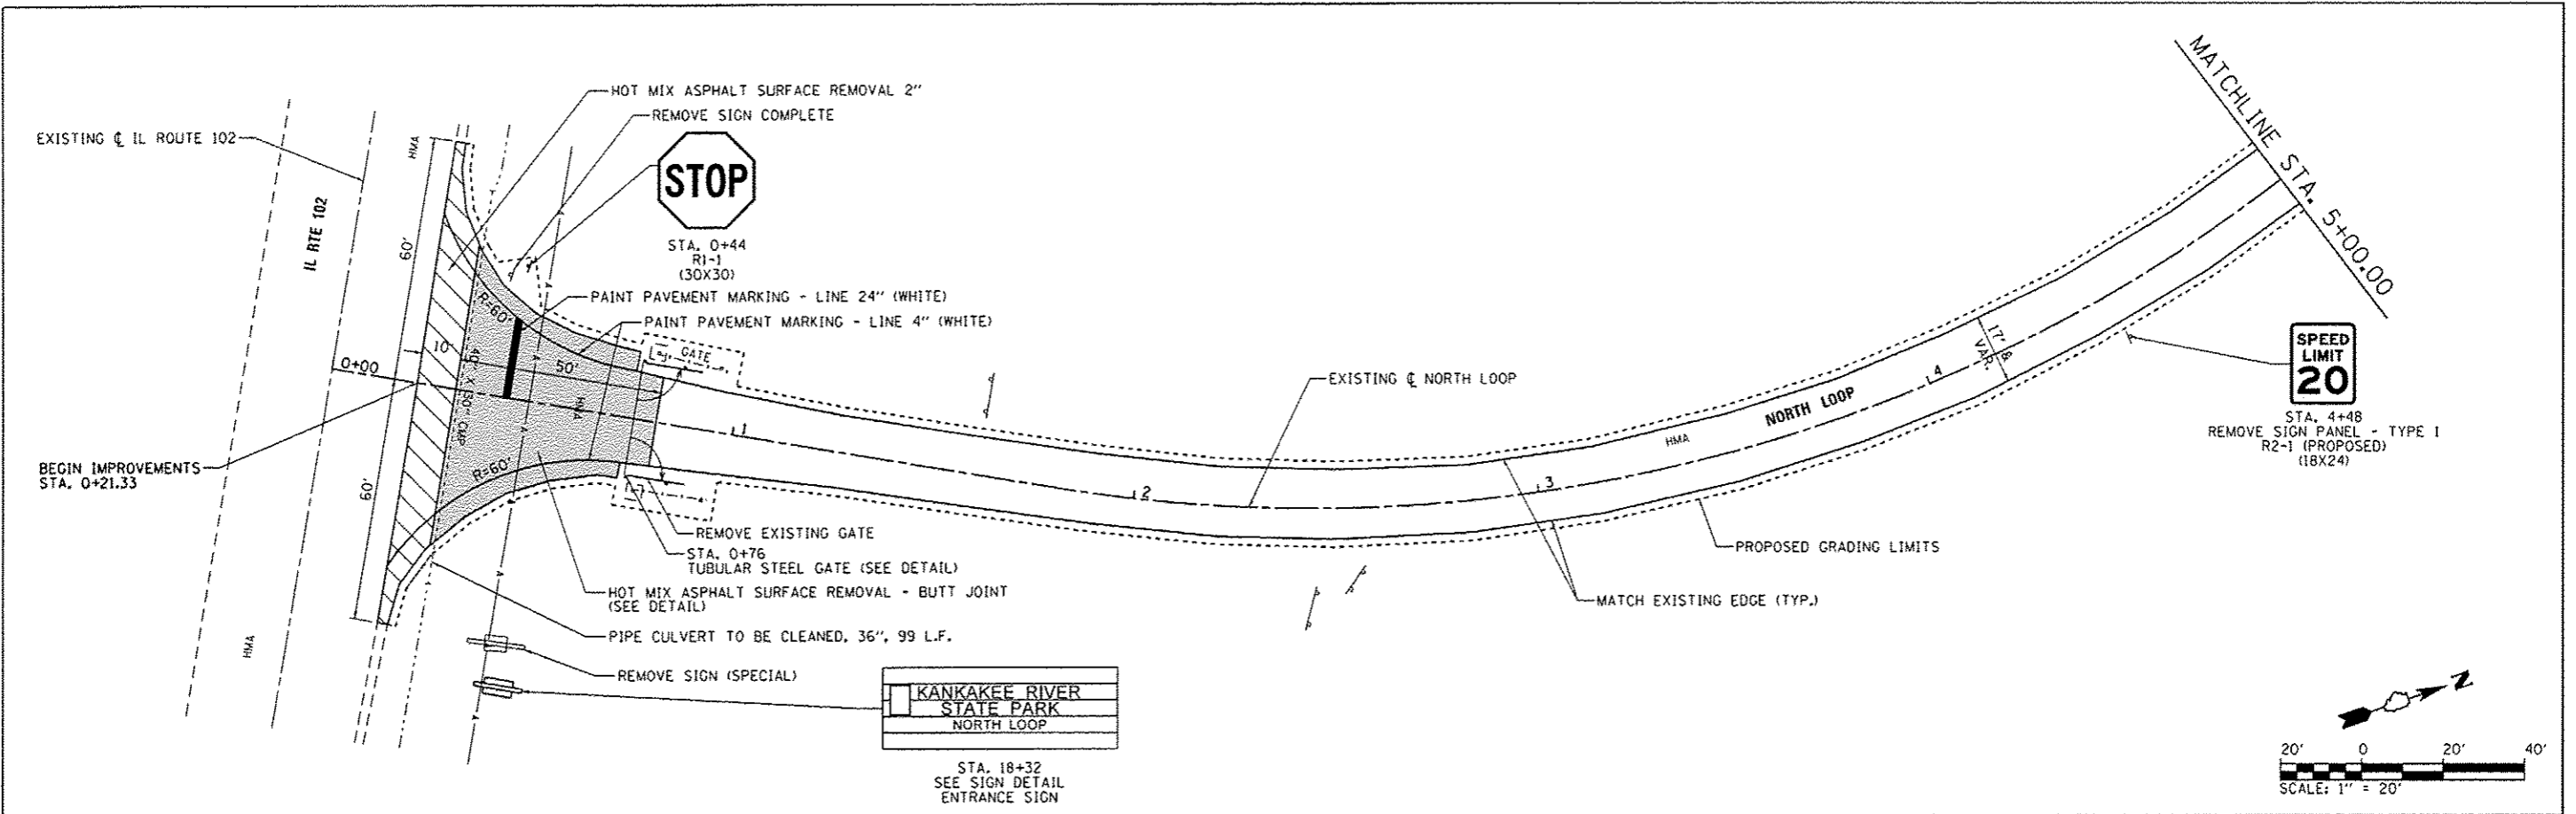 HOT MIX ASPHALT SURFACE REMOVAL 2"
REMOVE SIGN COMPLETE
EXISTING ℄ IL ROUTE 102
HMA
STOP
STA. 0+44
R1-1
(30X30)
IL RTE 102
60'
PAINT PAVEMENT MARKING - LINE 24" (WHITE)
PAINT PAVEMENT MARKING - LINE 4" (WHITE)
R=60'
GATE
0+00
10'
50'
40' X 30" CMP
HMA
1
BEGIN IMPROVEMENTS
STA. 0+21.33
R=60'
60'
REMOVE EXISTING GATE
STA. 0+76
TUBULAR STEEL GATE (SEE DETAIL)
HOT MIX ASPHALT SURFACE REMOVAL - BUTT JOINT
(SEE DETAIL)
PIPE CULVERT TO BE CLEANED, 36", 99 L.F.
REMOVE SIGN (SPECIAL)
HMA
KANKAKEE RIVER
STATE PARK
NORTH LOOP
STA. 18+32
SEE SIGN DETAIL
ENTRANCE SIGN
2
EXISTING ℄ NORTH LOOP
3
HMA
NORTH LOOP
4
17' &
VAR.
MATCHLINE STA. 5+00.00
SPEED
LIMIT
20
STA. 4+48
REMOVE SIGN PANEL - TYPE I
R2-1 (PROPOSED)
(18X24)
PROPOSED GRADING LIMITS
MATCH EXISTING EDGE (TYP.)
N
20' 0 20' 40'
SCALE: 1" = 20'